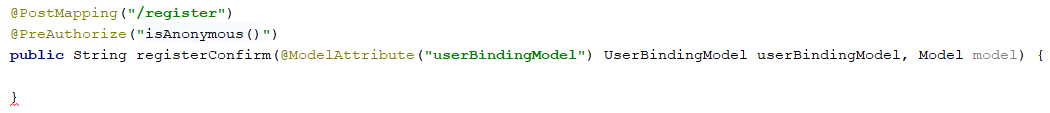 @PostMapping("/register")
@PreAuthorize("isAnonymous()")
public String registerConfirm(@ModelAttribute("userBindingModel") UserBindingModel userBindingModel, Model model) {
}